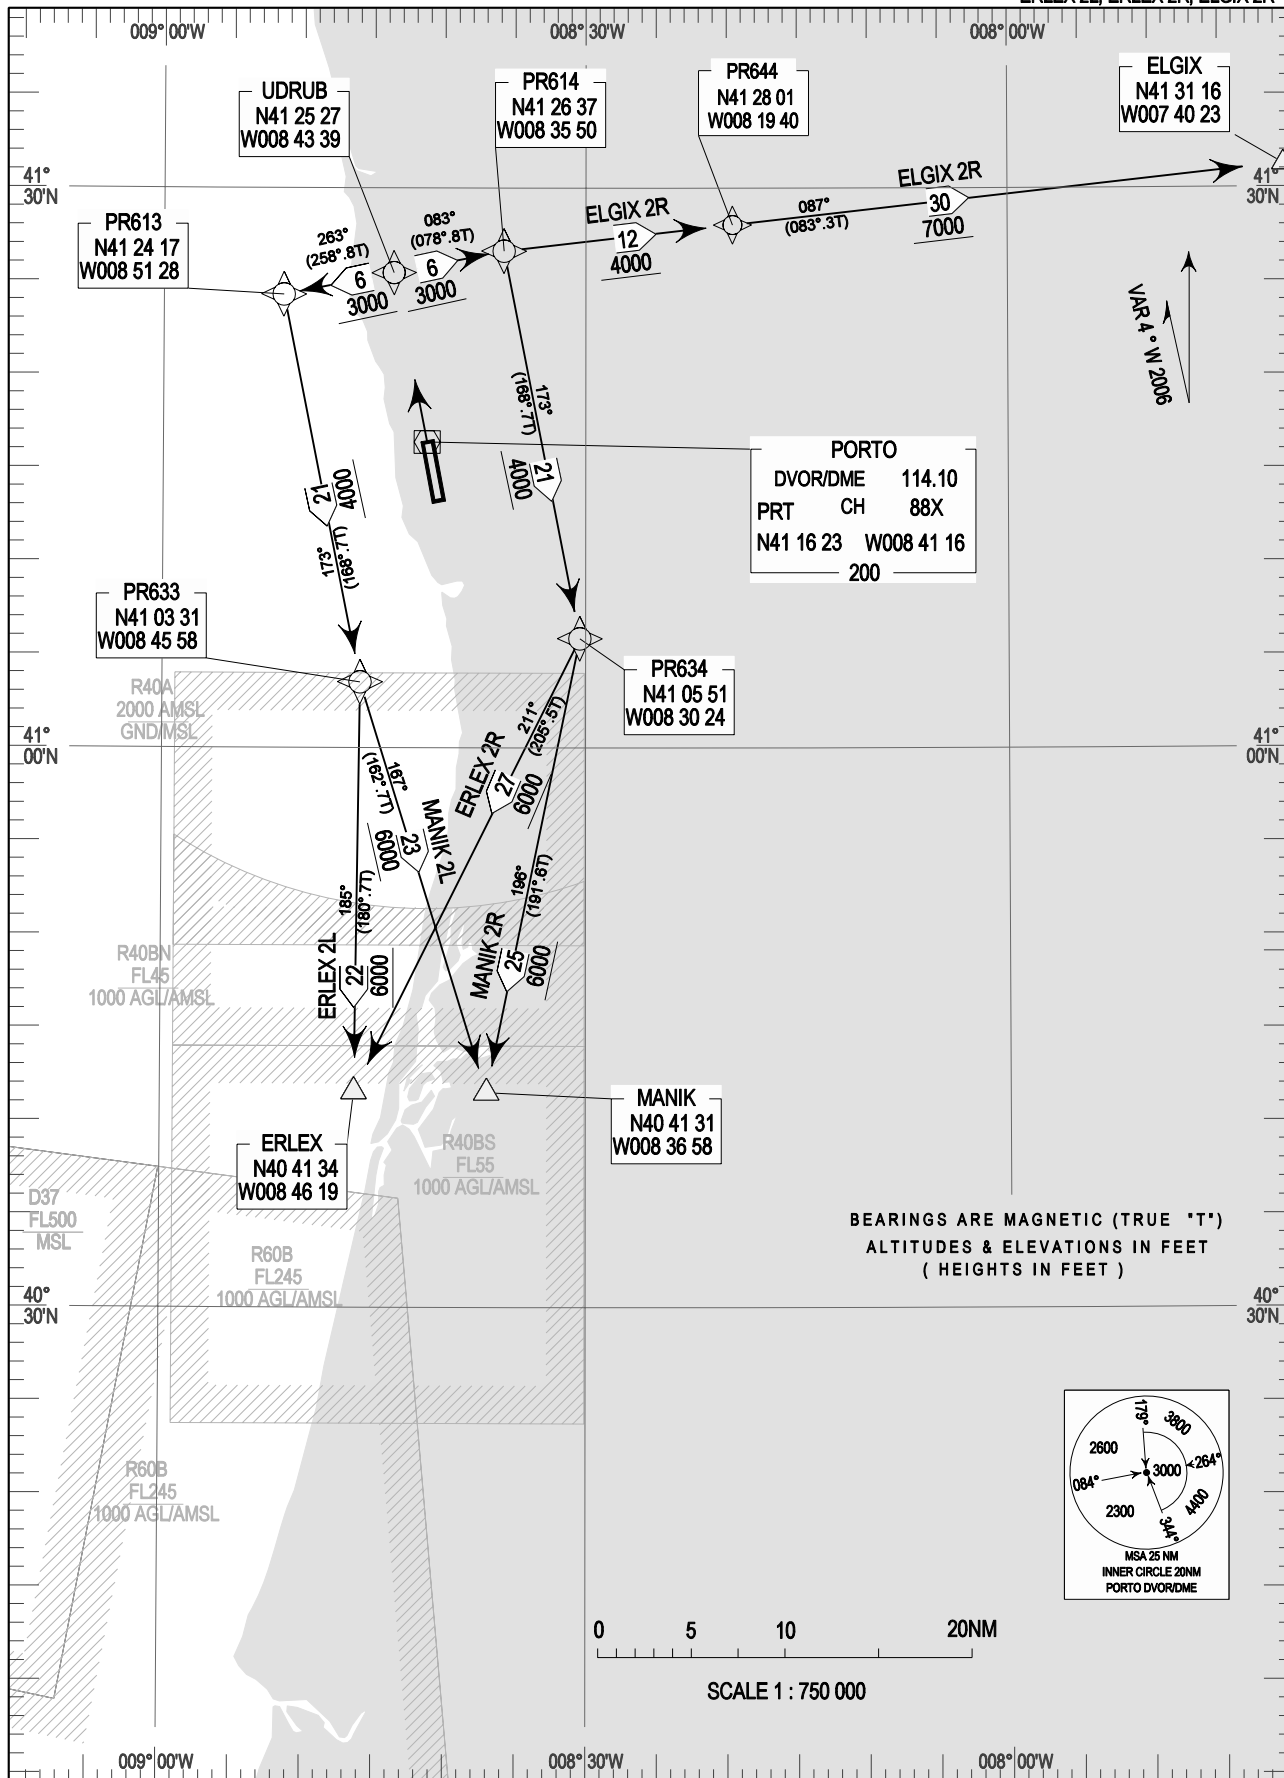 009° 00'W
008° 30'W
008° 00'W
UDRUB
N41 25 27
W008 43 39
PR614
N41 26 37
W008 35 50
PR644
N41 28 01
W008 19 40
ELGIX
N41 31 16
W007 40 23
41°
30'N
41°
30'N
PR613
N41 24 17
W008 51 28
263°
(258°.8T)
6
3000
083°
(078°.8T)
6
3000
ELGIX 2R
12
4000
087°
(083°.3T)
ELGIX 2R
30
7000
VAR 4° W 2006
173°
(168°.7T)
21
4000
21
4000
173°
(168°.7T)
PORTO
DVOR/DME 114.10
PRT CH 88X
N41 16 23 W008 41 16
200
PR633
N41 03 31
W008 45 58
PR634
N41 05 51
W008 30 24
R40A
2000 AMSL
GND/MSL
41°
00'N
41°
00'N
167°
(162°.7T)
23
6000
MANIK 2L
211°
(205°.5T)
ERLEX 2R
27
6000
185°
(180°.7T)
ERLEX 2L
22
6000
196°
(191°.6T)
MANIK 2R
25
6000
R40BN
FL45
1000 AGL/AMSL
MANIK
N40 41 31
W008 36 58
ERLEX
N40 41 34
W008 46 19
R40BS
FL55
1000 AGL/AMSL
D37
FL500
MSL
R60B
FL245
1000 AGL/AMSL
BEARINGS ARE MAGNETIC (TRUE "T")
ALTITUDES & ELEVATIONS IN FEET
( HEIGHTS IN FEET )
40°
30'N
40°
30'N
R60B
FL245
1000 AGL/AMSL
179°
3800
2600
264°
3000
084°
2300
4400
344°
MSA 25 NM
INNER CIRCLE 20NM
PORTO DVOR/DME
0 5 10 20NM
SCALE 1 : 750 000
009° 00'W
008° 30'W
008° 00'W